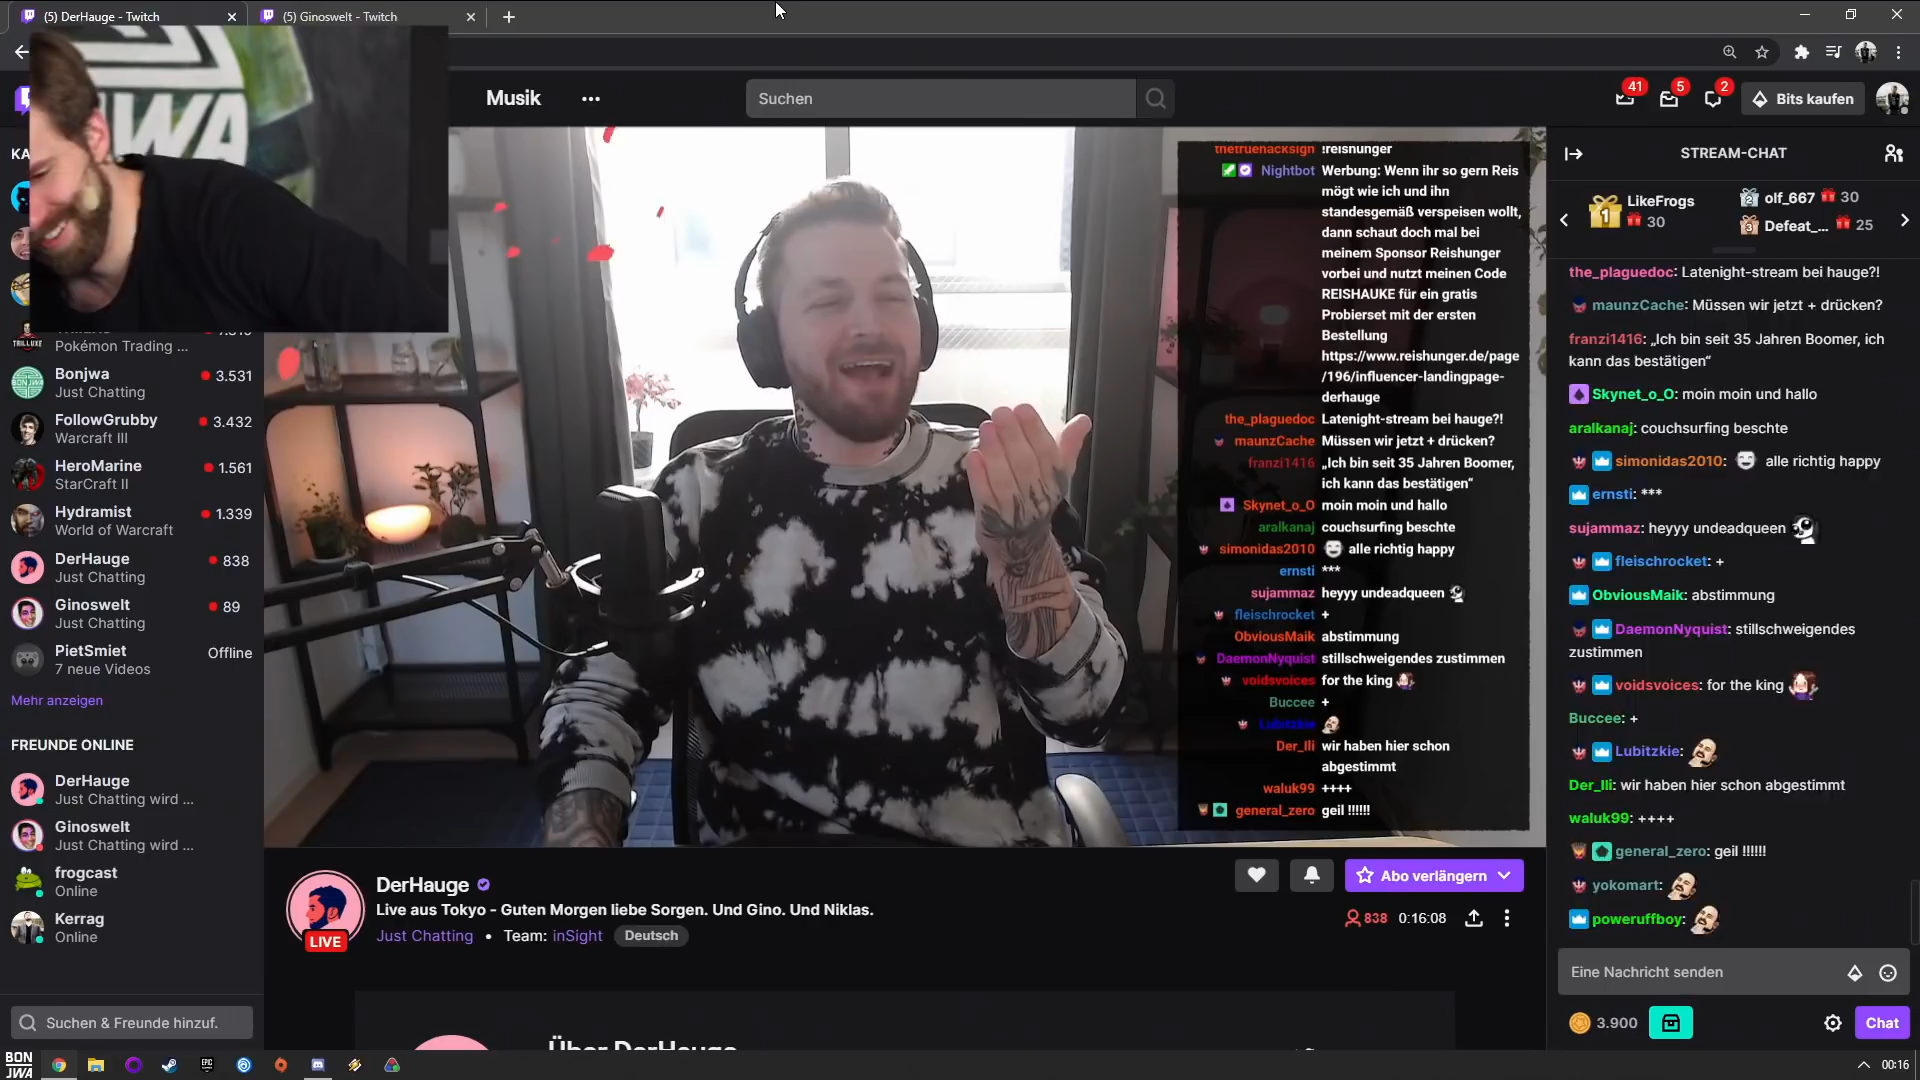 (5) DerHauge - Twitch
(5) Ginoswelt - Twitch
Musik
Suchen
41
5
2
Bits kaufen
KA
Pokémon Trading ...
Bonjwa
3.531
Just Chatting
FollowGrubby
3.432
Warcraft III
HeroMarine
1.561
StarCraft II
Hydramist
1.339
World of Warcraft
DerHauge
838
Just Chatting
Ginoswelt
89
Just Chatting
PietSmiet
Offline
7 neue Videos
Mehr anzeigen
FREUNDE ONLINE
DerHauge
Just Chatting wird ...
Ginoswelt
Just Chatting wird ...
frogcast
Online
Kerrag
Online
Suchen & Freunde hinzuf.
thetruenacksign !reishunger
Nightbot Werbung: Wenn ihr so gern Reis
mögt wie ich und ihn
standesgemäß verspeisen wollt,
dann schaut doch mal bei
meinem Sponsor Reishunger
vorbei und nutzt meinen Code
REISHAUKE für ein gratis
Probierset mit der ersten
Bestellung
https://www.reishunger.de/page
/196/influencer-landingpage-
derhauge
the_plaguedoc Latenight-stream bei hauge?!
maunzCache Müssen wir jetzt + drücken?
franzi1416 „Ich bin seit 35 Jahren Boomer,
ich kann das bestätigen“
Skynet_o_O moin moin und hallo
aralkanaj couchsurfing beschte
simonidas2010 alle richtig happy
ernsti ***
sujammaz heyyy undeadqueen
fleischrocket +
ObviousMaik abstimmung
DaemonNyquist stillschweigendes zustimmen
voidsvoices for the king
Buccee +
Lubitzkie
Der_Ili wir haben hier schon
abgestimmt
waluk99 ++++
general_zero geil !!!!!!
DerHauge
Live aus Tokyo - Guten Morgen liebe Sorgen. Und Gino. Und Niklas.
Just Chatting • Team: inSight Deutsch
LIVE
Abo verlängern
838 0:16:08
Über DerHauge
STREAM-CHAT
1 LikeFrogs
30
2 olf_667 30
3 Defeat_... 25
the_plaguedoc: Latenight-stream bei hauge?!
maunzCache: Müssen wir jetzt + drücken?
franzi1416: „Ich bin seit 35 Jahren Boomer, ich
kann das bestätigen“
Skynet_o_O: moin moin und hallo
aralkanaj: couchsurfing beschte
simonidas2010: alle richtig happy
ernsti: ***
sujammaz: heyyy undeadqueen
fleischrocket: +
ObviousMaik: abstimmung
DaemonNyquist: stillschweigendes
zustimmen
voidsvoices: for the king
Buccee: +
Lubitzkie:
Der_Ili: wir haben hier schon abgestimmt
waluk99: ++++
general_zero: geil !!!!!!
yokomart:
poweruffboy:
Eine Nachricht senden
3.900
Chat
BON
JWA
EPIC
00:16